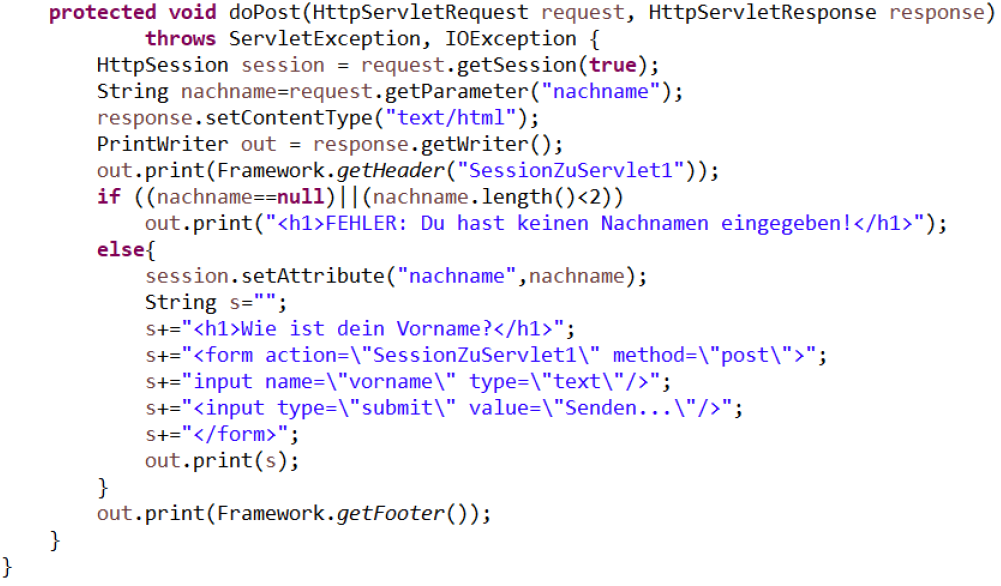 protected void doPost(HttpServletRequest request, HttpServletResponse response)
throws ServletException, IOException {
HttpSession session = request.getSession(true);
String nachname=request.getParameter("nachname");
response.setContentType("text/html");
PrintWriter out = response.getWriter();
out.print(Framework.getHeader("SessionZuServlet1"));
if ((nachname==null)||(nachname.length()<2))
out.print("<h1>FEHLER: Du hast keinen Nachnamen eingegeben!</h1>");
else{
session.setAttribute("nachname",nachname);
String s="";
s+="<h1>Wie ist dein Vorname?</h1>";
s+="<form action=\"SessionZuServlet1\" method=\"post\">";
s+="input name=\"vorname\" type=\"text\"/>";
s+="<input type=\"submit\" value=\"Senden...\"/>";
s+="</form>";
out.print(s);
}
out.print(Framework.getFooter());
}
}